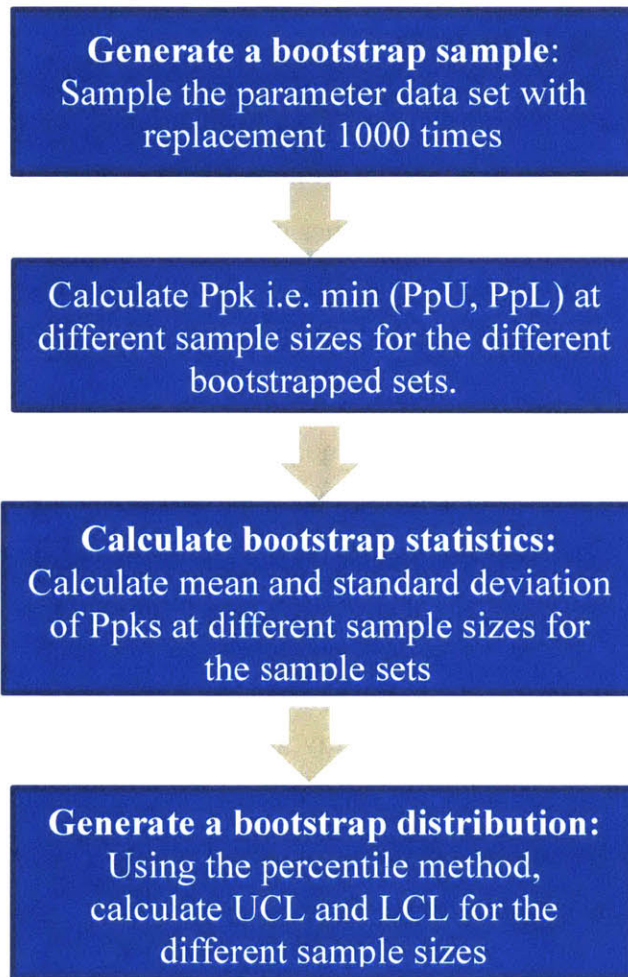 Generate a bootstrap sample:
Sample the parameter data set with
replacement 1000 times
Calculate Ppk i.e. min (PpU, PpL) at
different sample sizes for the different
bootstrapped sets.
Calculate bootstrap statistics:
Calculate mean and standard deviation
of Ppks at different sample sizes for
the sample sets
Generate a bootstrap distribution:
Using the percentile method,
calculate UCL and LCL for the
different sample sizes